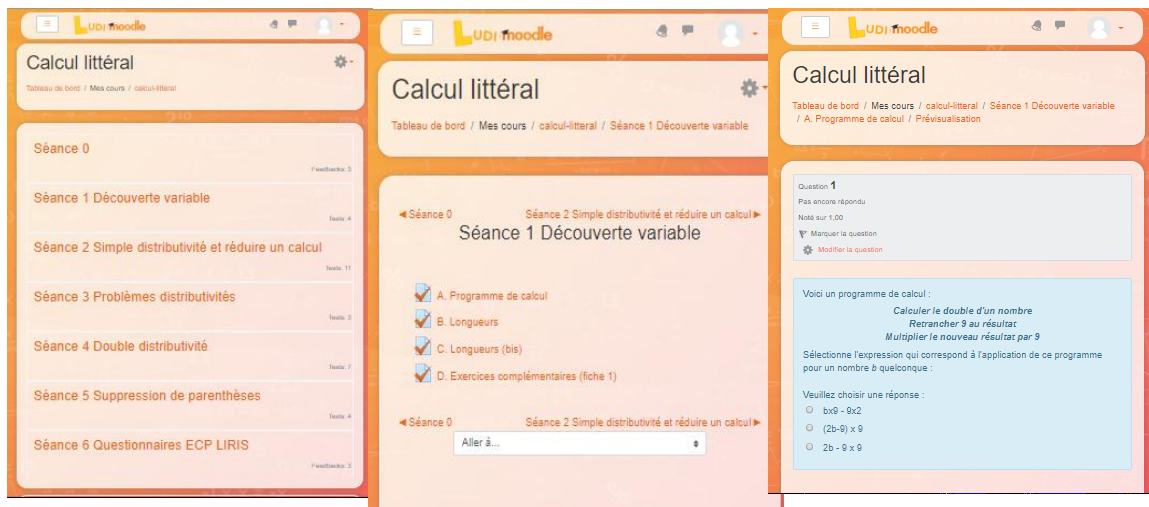 LUDI moodle
Calcul littéral
Tableau de bord / Mes cours / calcul-litteral
Séance 0
Feedbacks: 3
Séance 1 Découverte variable
Tests: 4
Séance 2 Simple distributivité et réduire un calcul
Tests: 11
Séance 3 Problèmes distributivités
Tests: 3
Séance 4 Double distributivité
Tests: 7
Séance 5 Suppression de parenthèses
Tests: 4
Séance 6 Questionnaires ECP LIRIS
Feedbacks: 3
LUDI moodle
Calcul littéral
Tableau de bord / Mes cours / calcul-litteral / Séance 1 Découverte variable
◀ Séance 0 Séance 2 Simple distributivité et réduire un calcul ▶
Séance 1 Découverte variable
A. Programme de calcul
B. Longueurs
C. Longueurs (bis)
D. Exercices complémentaires (fiche 1)
◀ Séance 0 Séance 2 Simple distributivité et réduire un calcul ▶
Aller à...
LUDI moodle
Calcul littéral
Tableau de bord / Mes cours / calcul-litteral / Séance 1 Découverte variable
/ A. Programme de calcul / Prévisualisation
Question 1
Pas encore répondu
Noté sur 1,00
Marquer la question
Modifier la question
Voici un programme de calcul :
Calculer le double d'un nombre
Retrancher 9 au résultat
Multiplier le nouveau résultat par 9
Sélectionne l'expression qui correspond à l'application de ce programme
pour un nombre b quelconque :
Veuillez choisir une réponse :
bx9 - 9x2
(2b-9) x 9
2b - 9 x 9